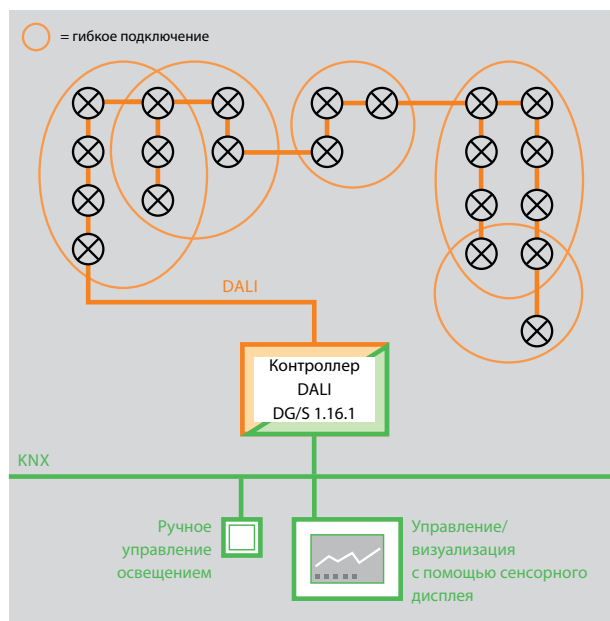 = гибкое подключение
DALI
Контроллер
DALI
DG/S 1.16.1
KNX
Ручное
управление
освещением
Управление/
визуализация
с помощью сенсорного
дисплея